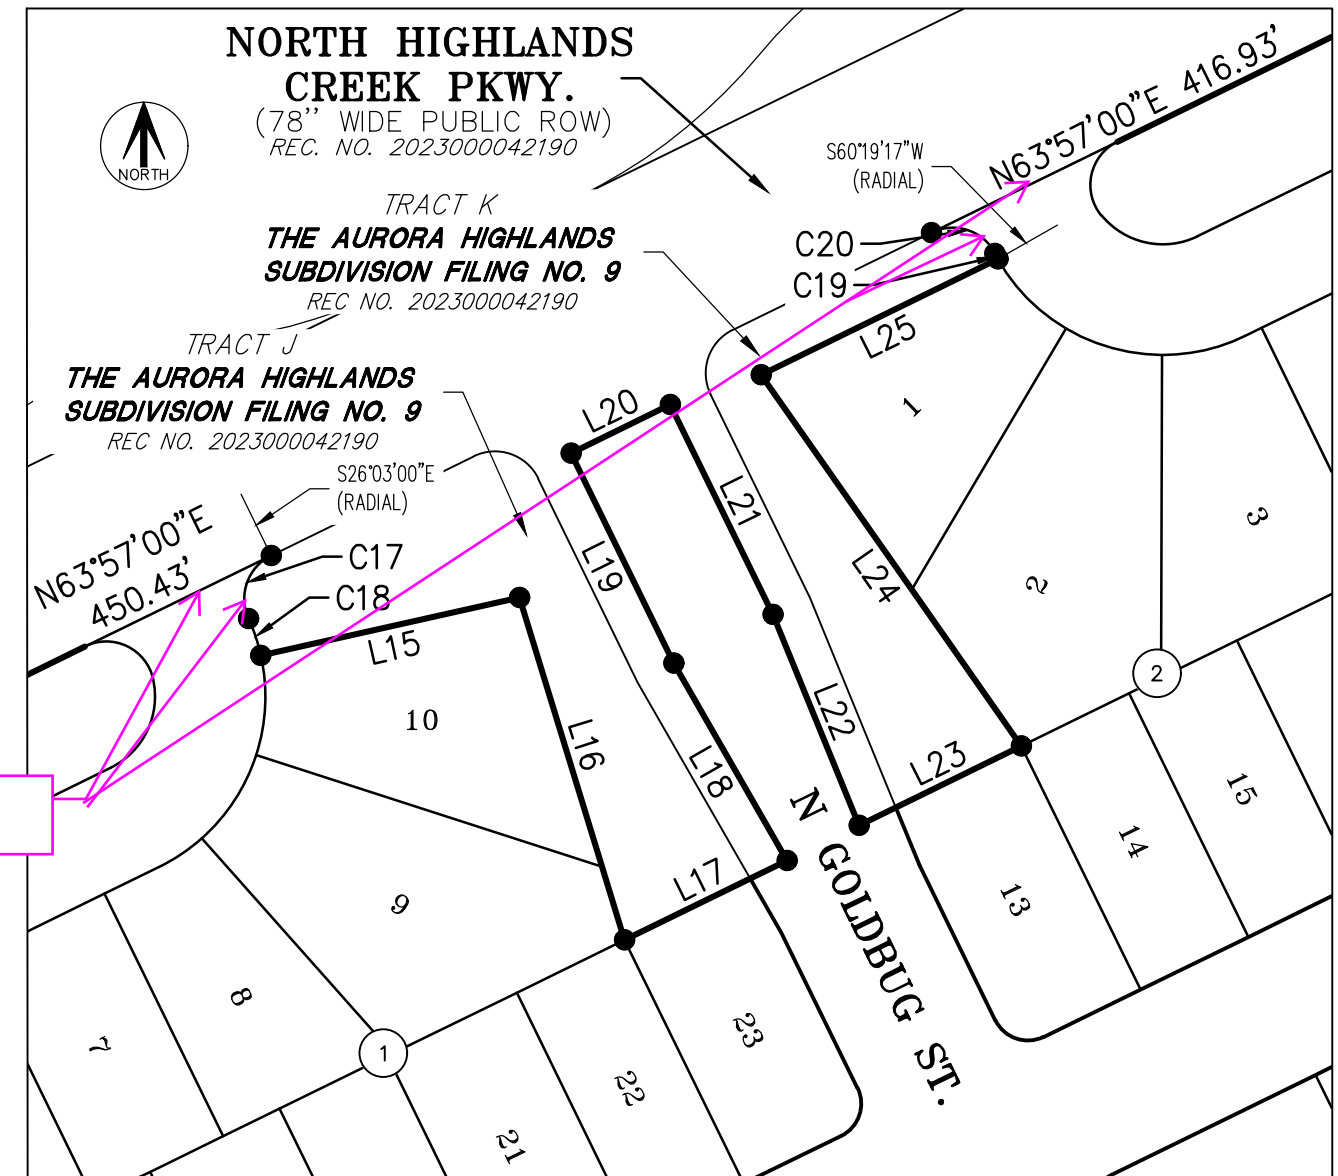 NORTH HIGHLANDS
CREEK PKWY.
(78'' WIDE PUBLIC ROW)
REC. NO. 2023000042190
NORTH
N63°57'00"E 416.93'
S60°19'17"W
(RADIAL)
TRACT K
THE AURORA HIGHLANDS
SUBDIVISION FILING NO. 9
REC NO. 2023000042190
C20
C19
L25
TRACT J
THE AURORA HIGHLANDS
SUBDIVISION FILING NO. 9
REC NO. 2023000042190
S26°03'00"E
(RADIAL)
L20
1
L21
3
N63°57'00"E
450.43'
C17
C18
L19
L24
2
L15
10
L16
L18
L22
2
L23
15
14
13
L17
N GOLDBUG ST.
9
8
7
1
23
22
21